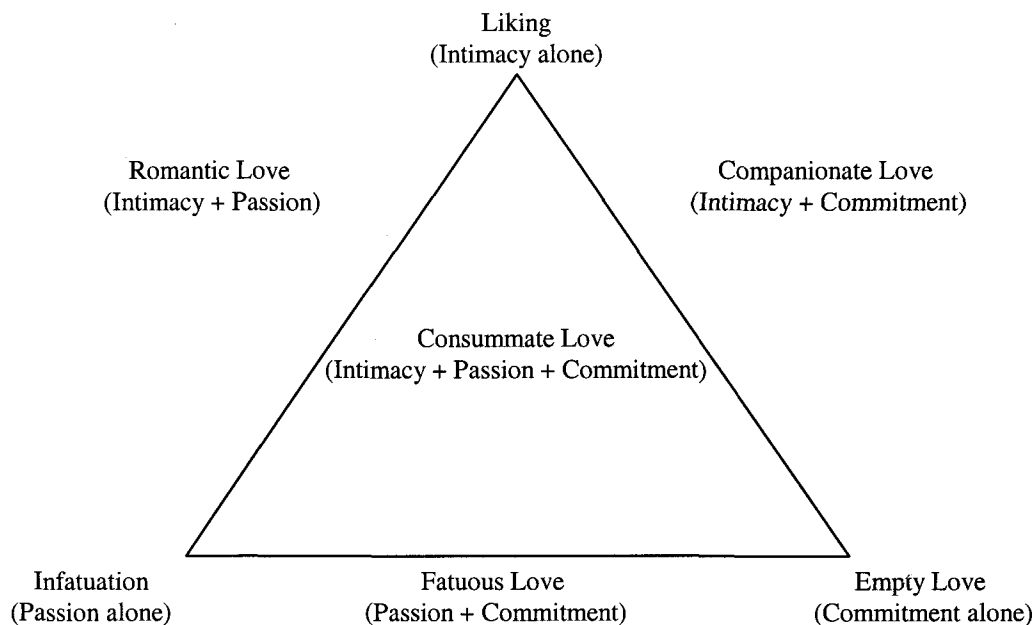 Liking
(Intimacy alone)
Romantic Love
(Intimacy + Passion)
Companionate Love
(Intimacy + Commitment)
Consummate Love
(Intimacy + Passion + Commitment)
Infatuation
(Passion alone)
Fatuous Love
(Passion + Commitment)
Empty Love
(Commitment alone)